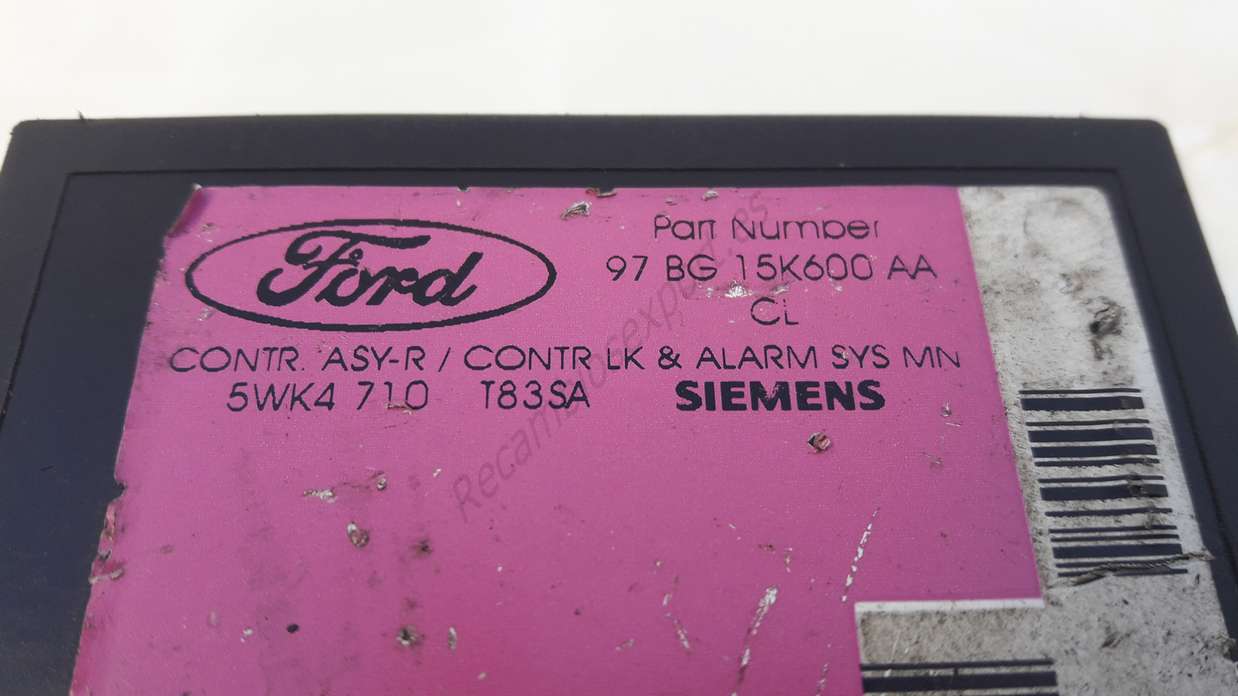 Ford
Part Number
97 BG 15K600 AA
CL
CONTR. ASY-R / CONTR LK & ALARM SYS MN
5WK4 710 T83SA SIEMENS